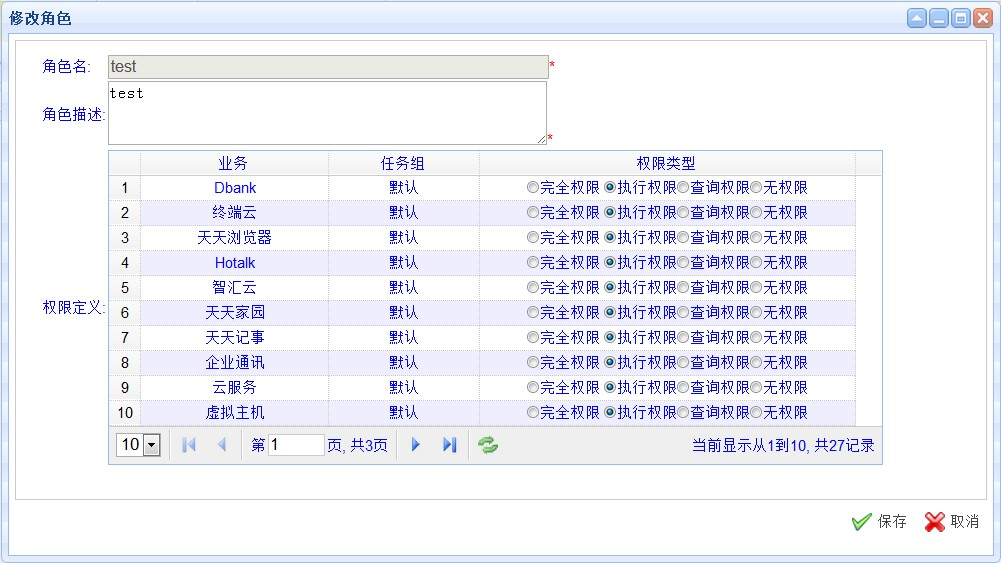 修改角色
角色名: test *
角色描述: test *
权限定义:
业务 任务组 权限类型
1 Dbank 默认 完全权限 执行权限 查询权限 无权限
2 终端云 默认 完全权限 执行权限 查询权限 无权限
3 天天浏览器 默认 完全权限 执行权限 查询权限 无权限
4 Hotalk 默认 完全权限 执行权限 查询权限 无权限
5 智汇云 默认 完全权限 执行权限 查询权限 无权限
6 天天家园 默认 完全权限 执行权限 查询权限 无权限
7 天天记事 默认 完全权限 执行权限 查询权限 无权限
8 企业通讯 默认 完全权限 执行权限 查询权限 无权限
9 云服务 默认 完全权限 执行权限 查询权限 无权限
10 虚拟主机 默认 完全权限 执行权限 查询权限 无权限
10 第 1 页, 共3页 当前显示从1到10, 共27记录
保存 取消